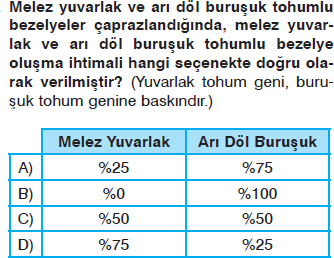 Melez yuvarlak ve arı döl buruşuk tohumlu
bezelyeler çaprazlandığında, melez yuvar-
lak ve arı döl buruşuk tohumlu bezelye
oluşma ihtimali hangi seçenekte doğru ola-
rak verilmiştir? (Yuvarlak tohum geni, buru-
şuk tohum genine baskındır.)
Melez Yuvarlak Arı Döl Buruşuk
A) %25 %75
B) %0 %100
C) %50 %50
D) %75 %25